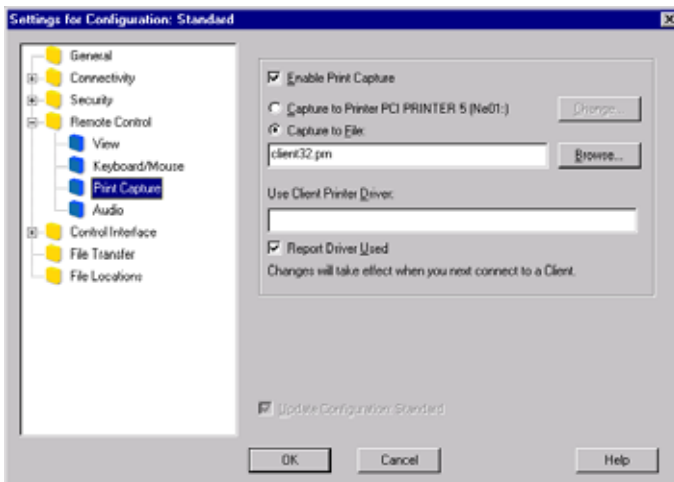 Settings for Configuration: Standard
General
Connectivity
Security
Remote Control
View
Keyboard/Mouse
Print Capture
Audio
Control Interface
File Transfer
File Locations
Enable Print Capture
Capture to Printer PCI PRINTER 5 (Ne01:)
Change...
Capture to File:
client32.prn
Browse...
Use Client Printer Driver:
Report Driver Used
Changes will take effect when you next connect to a Client.
Update Configuration: Standard
OK
Cancel
Help